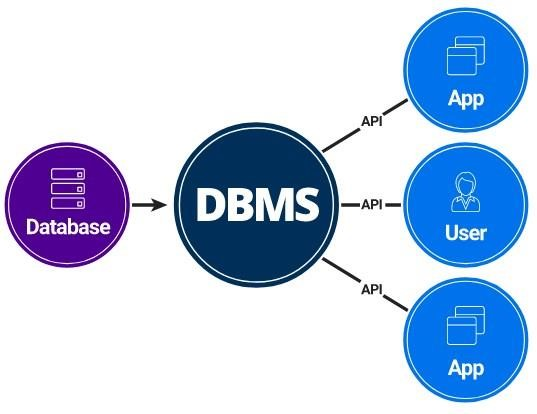 App
API
Database
DBMS
API
User
API
App